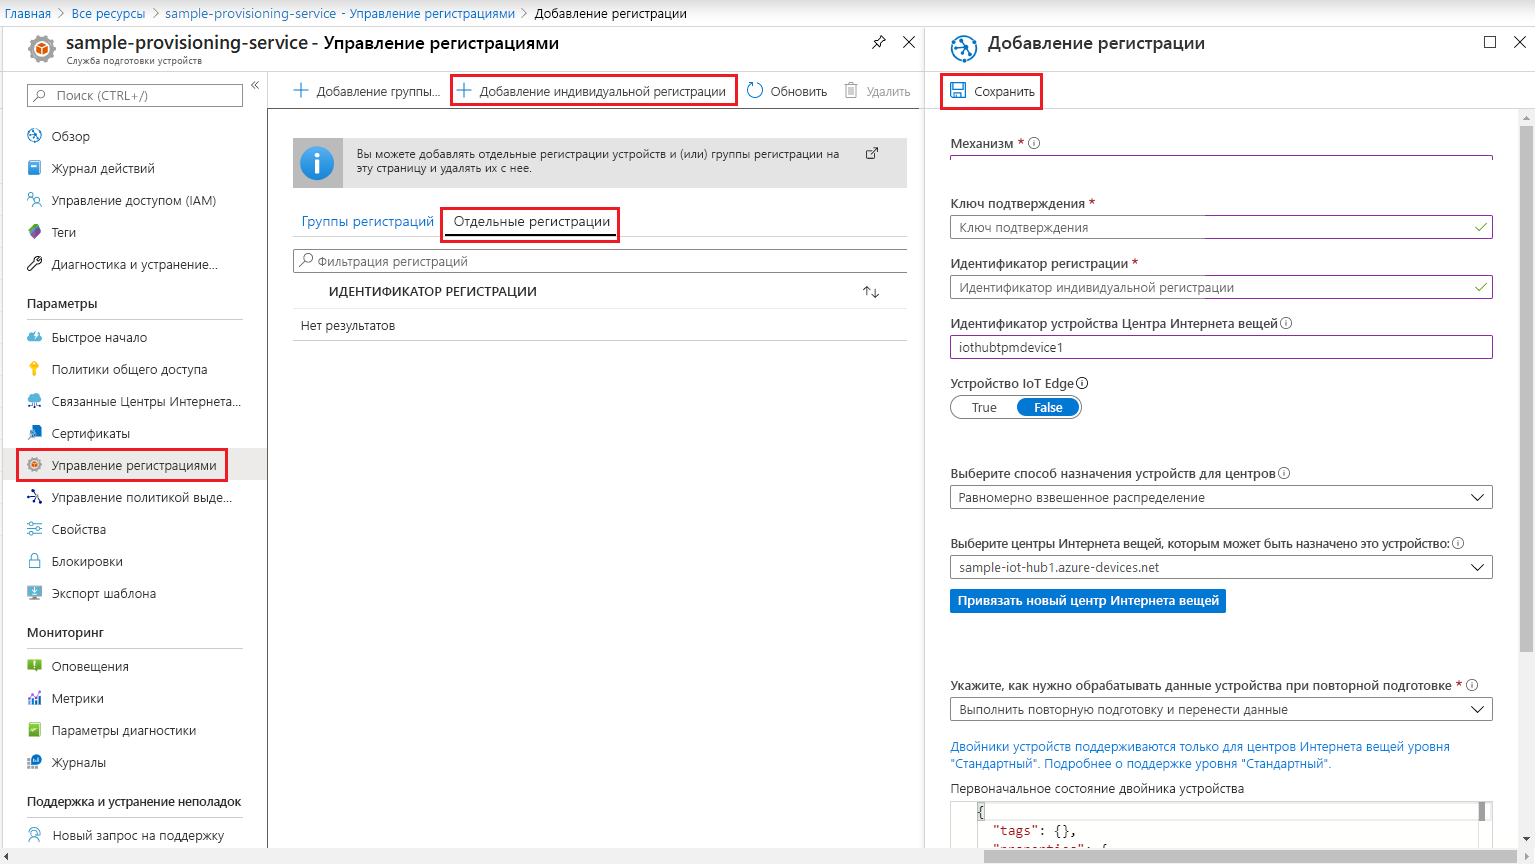 Главная > Все ресурсы > sample-provisioning-service - Управление регистрациями > Добавление регистрации
sample-provisioning-service - Управление регистрациями
Служба подготовки устройств
Поиск (CTRL+/)
Обзор
Журнал действий
Управление доступом (IAM)
Теги
Диагностика и устранение...
Параметры
Быстрое начало
Политики общего доступа
Связанные Центры Интернета...
Сертификаты
Управление регистрациями
Управление политикой выде...
Свойства
Блокировки
Экспорт шаблона
Мониторинг
Оповещения
Метрики
Параметры диагностики
Журналы
Поддержка и устранение неполадок
Новый запрос на поддержку
Добавление группы...
Добавление индивидуальной регистрации
Обновить
Удалить
Вы можете добавлять отдельные регистрации устройств и (или) группы регистрации на
эту страницу и удалять их с нее.
Группы регистраций
Отдельные регистрации
Фильтрация регистраций
ИДЕНТИФИКАТОР РЕГИСТРАЦИИ
Нет результатов
Добавление регистрации
Сохранить
Механизм *
Ключ подтверждения *
Ключ подтверждения
Идентификатор регистрации *
Идентификатор индивидуальной регистрации
Идентификатор устройства Центра Интернета вещей
iothubtpmdevice1
Устройство IoT Edge
True False
Выберите способ назначения устройств для центров
Равномерно взвешенное распределение
Выберите центры Интернета вещей, которым может быть назначено это устройство:
sample-iot-hub1.azure-devices.net
Привязать новый центр Интернета вещей
Укажите, как нужно обрабатывать данные устройства при повторной подготовке *
Выполнить повторную подготовку и перенести данные
Двойники устройств поддерживаются только для центров Интернета вещей уровня
"Стандартный". Подробнее о поддержке уровня "Стандартный".
Первоначальное состояние двойника устройства
{
"tags": {},
"properties": {